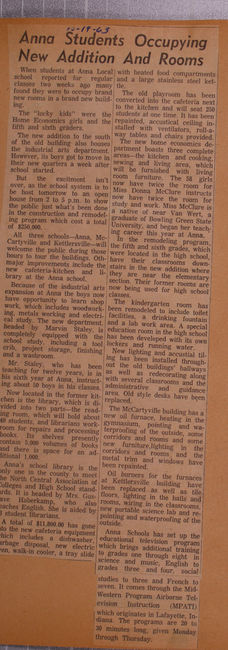 10-19-63
Anna Students Occupying
New Addition And Rooms
When students at Anna Local
school reported for regular
classes two weeks ago many
found they were to occupy brand
new rooms in a brand new build-
ing.
The "lucky kids" were the
Home Economics girls and the
fifth and sixth graders.
The new addition to the south
of the old building also houses
the industrial arts department.
However, its boys got to move in
their new quarters a week after
school started.
But the excitement isn't
over, as the school system is to
be host tomorrow to an open
house from 2 to 5 p.m. to show
the public just what's been done
in the construction and remodel-
ing program which cost a total
of $250,000.
All three schools—Anna, Mc-
Cartyville and Kettlersville—will
welcome the public during those
hours to tour the buildings. Oth-
major improvements include the
new cafeteria-kitchen and li-
brary at the Anna school.
Because of the industrial arts
expansion at Anna the boys now
have opportunity to learn shop
work, which includes woodwork-
ing, metals working and electri-
cal study. The new department,
headed by Marvin Staley, is
completely equipped with the
school study, including a tool
crib, project storage, finishing
and a washroom.
Mr. Staley, who has been
teaching for twelve years, is in
his sixth year at Anna, instruct-
ing about 50 boys in his classes.
Now located in the former kit-
chen is the library, which is di-
vided into two parts—the read-
ing room, which will hold about
students, and librarians work-
room for repairs and processing
books. Its shelves presently
contain 5,000 volumes of books
and there is space for an ad-
ditional 1,000.
Anna's school library is the
only one in the county to meet
the North Central Association of
Colleges and High School stand-
ards. It is headed by Mrs. Gus-
tave Habserkamp, who also
teaches English. She is aided by
student librarians.
A total of $11,000.00 has gone
into the new cafeteria equipment
which includes a dishwasher,
garbage disposal, new electric
oven, walk-in cooler, a tray slide
with heated food compartments
and a large stainless steel ket-
tle.
The old playroom has been
converted into the cafeteria next
to the kitchen and will seat 250
students at one time. It has been
repaired, accoustical ceiling in-
stalled with ventilators, roll-a-
way tables and chairs provided.
The new home economics de-
partment boasts three complete
areas—the kitchen and cooking,
sewing and living area, which
will be furnished with living
room furniture. The 58 girls
now have twice the room for
Miss Donna McClure instructs
now have twice the room for
study and work. Miss McClure is
a native of near Van Wert, a
graduate of Bowling Green State
University, and began her teach-
ing career this year at Anna.
In the remodeling program,
the fifth and sixth grades, which
were located in the high school,
have their classrooms down-
stairs in the new addition where
they are near the elementary
section. Their former rooms are
now being used for high school
classes.
The kindergarten room has
been remodeled to include toilet
facilities, a drinking fountain
and a lab work area. A special
education room in the high school
has been developed with its own
lockers and running water.
New lighting and accoustical til-
ing has been installed through-
out the old buildings' hallways
as well as redecorating along
with several classrooms and the
administrative and guidance
area. Old style desks have been
replaced.
The McCartyville building has a
new oil furnace, heating in the
gymnasium, pointing and wa-
terproofing of the outside, some
corridors and rooms and some
new furniture,lighting in the
corridors and rooms and the
metal trim and windows have
been repainted.
Oil burners for the furnaces
at Kettlersville building have
been replaced as well as tile
floors, lighting in the halls and
rooms, wiring in the classrooms,
new portable science lab and re-
pointing and waterproofing of the
outside.
Anna Schools has set up the
educational television program
which brings additional training
to grades one through eight in
science and music, English to
grades three and four, social
studies to three and French to
seven. It comes through the Mid-
Western Program Airborne Tel-
evision Instruction (MPATI)
which originates in Lafayette, In-
diana. The programs are 20 to
30 minutes long, given Monday
through Thursday.